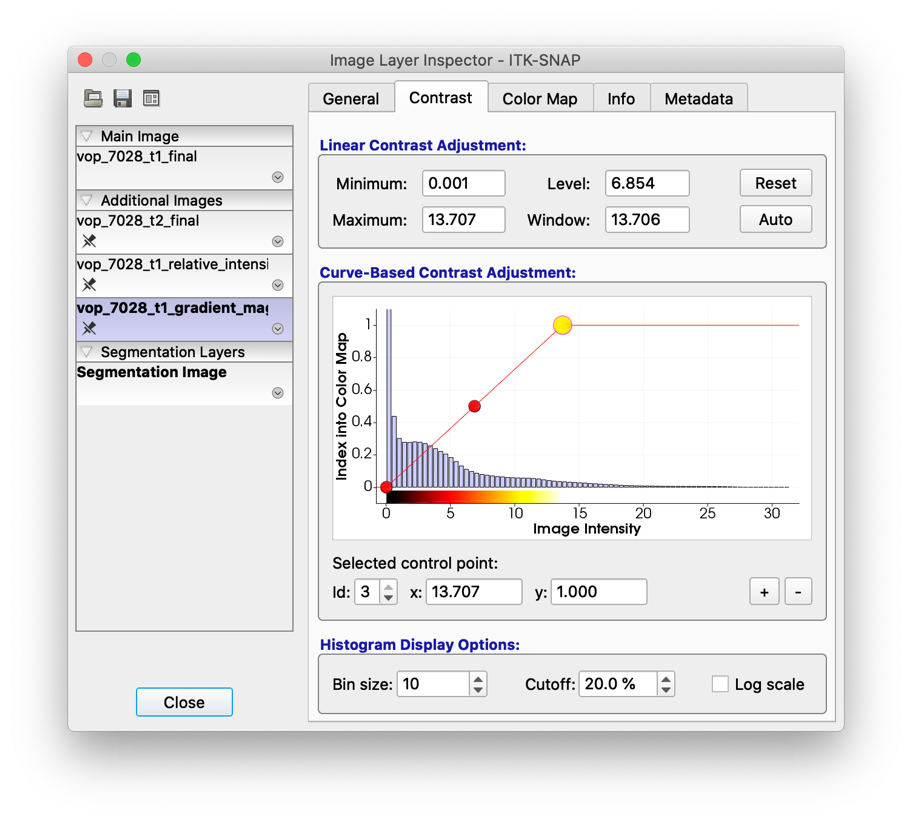 Image Layer Inspector - ITK-SNAP
Main Image
vop_7028_t1_final
Additional Images
vop_7028_t2_final
vop_7028_t1_relative_intensi
vop_7028_t1_gradient_mag
Segmentation Layers
Segmentation Image
Close
General Contrast Color Map Info Metadata
Linear Contrast Adjustment:
Minimum: 0.001 Level: 6.854 Reset
Maximum: 13.707 Window: 13.706 Auto
Curve-Based Contrast Adjustment:
Index into Color Map
1
0.8
0.6
0.4
0.2
0
0 5 10 15 20 25 30
Image Intensity
Selected control point:
Id: 3 x: 13.707 y: 1.000 + -
Histogram Display Options:
Bin size: 10 Cutoff: 20.0 % Log scale